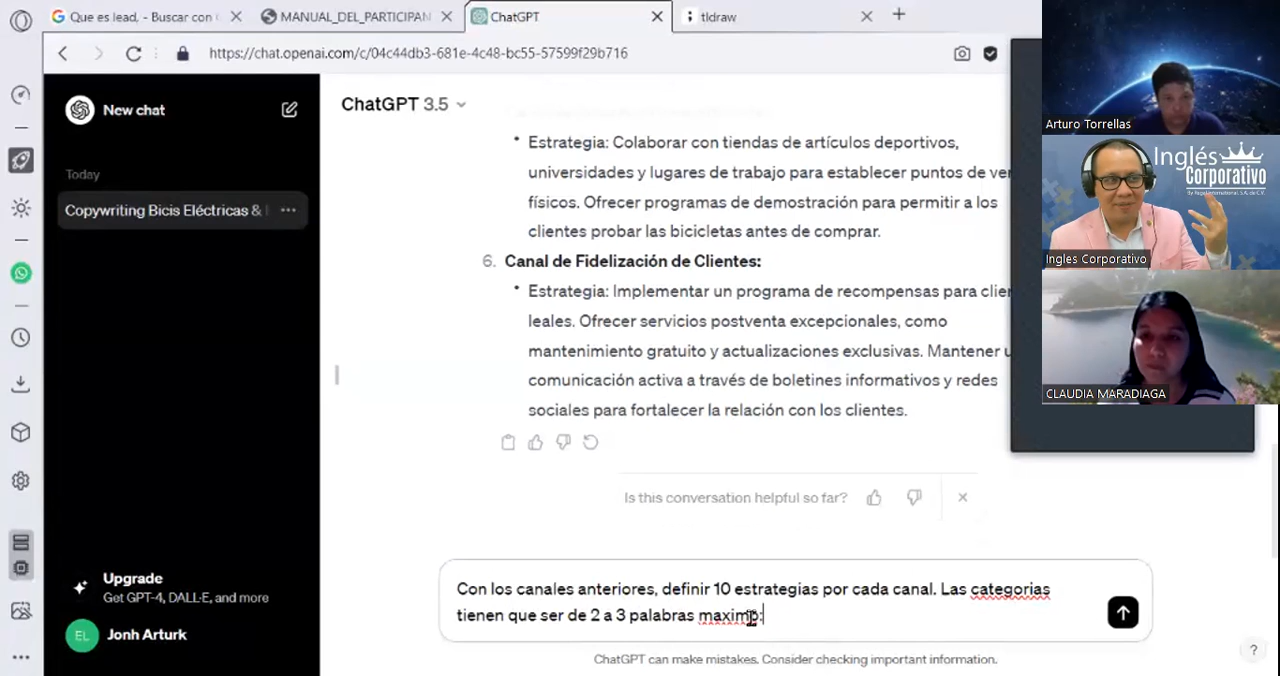 Que es lead, - Buscar con
MANUAL_DEL_PARTICIPAN
ChatGPT
tldraw
https://chat.openai.com/c/04c44db3-681e-4c48-bc55-57599f29b716
New chat
Today
Copywriting Bicis Eléctricas &
Upgrade
Get GPT-4, DALL·E, and more
EL
Jonh Arturk
ChatGPT 3.5
Estrategia: Colaborar con tiendas de artículos deportivos,
universidades y lugares de trabajo para establecer puntos de ve
físicos. Ofrecer programas de demostración para permitir a los
clientes probar las bicicletas antes de comprar.
6. Canal de Fidelización de Clientes:
Estrategia: Implementar un programa de recompensas para clie
leales. Ofrecer servicios postventa excepcionales, como
mantenimiento gratuito y actualizaciones exclusivas. Mantener u
comunicación activa a través de boletines informativos y redes
sociales para fortalecer la relación con los clientes.
Is this conversation helpful so far?
Con los canales anteriores, definir 10 estrategias por cada canal. Las categorias
tienen que ser de 2 a 3 palabras maximo:
ChatGPT can make mistakes. Consider checking important information.
?
Arturo Torrellas
Inglés
Corporativo
Ingles Corporativo
CLAUDIA MARADIAGA